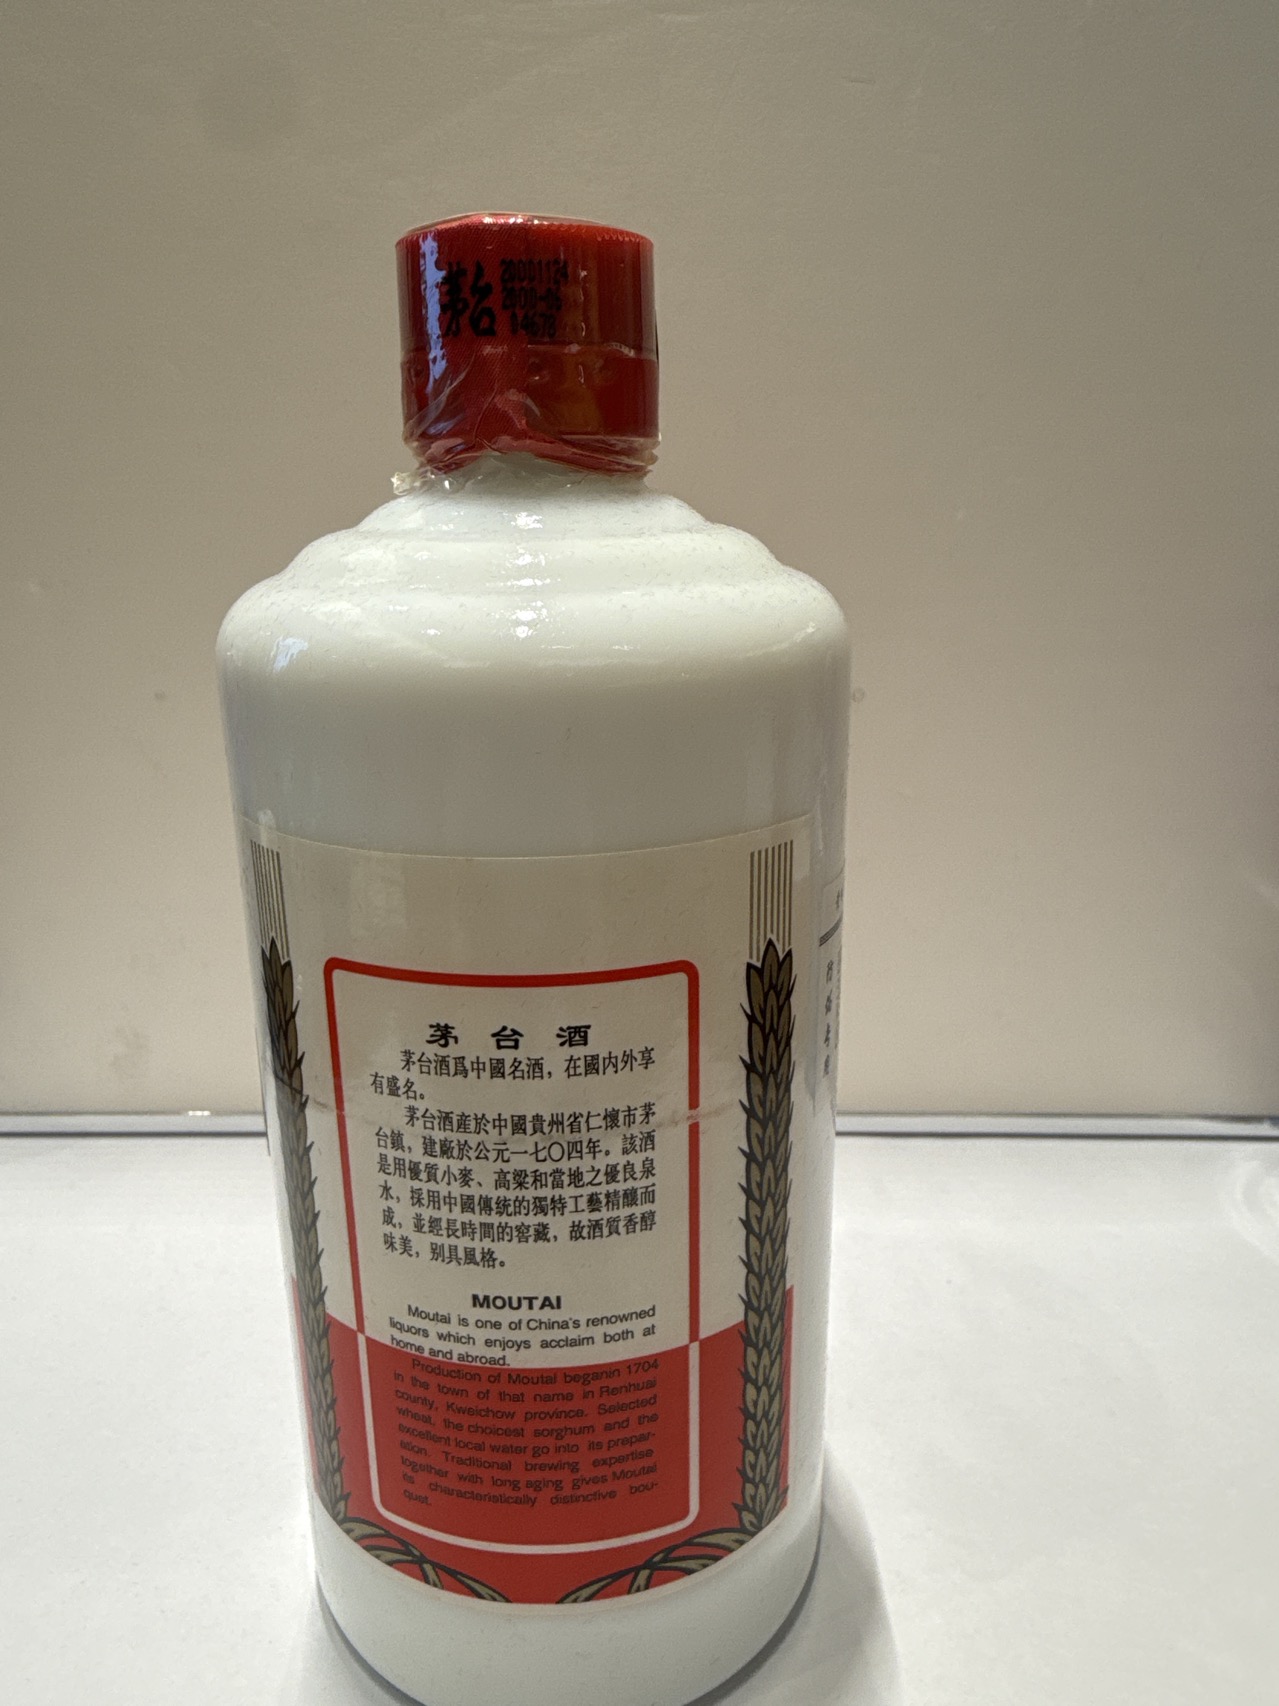 茅台
20001124
2000-06
04678
茅台酒
茅台酒爲中國名酒，在國内外享
有盛名。
茅台酒産於中國貴州省仁懷市茅
台鎮，建廠於公元一七〇四年。該酒
是用優質小麥、高粱和當地之優良泉
水，採用中國傳統的獨特工藝精釀而
成，並經長時間的窖藏，故酒質香醇
味美，别具風格。
MOUTAI
Moutai is one of China's renowned
liquors which enjoys acclaim both at
home and abroad.
Production of Moutai beganin 1704
in the town of that name in Renhuai
county, Kweichow province. Selected
wheat, the choicest sorghum and the
excellent local water go into its prepar-
ation. Traditional brewing expertise
together with long aging gives Moutai
its characteristically distinctive bou-
quet.